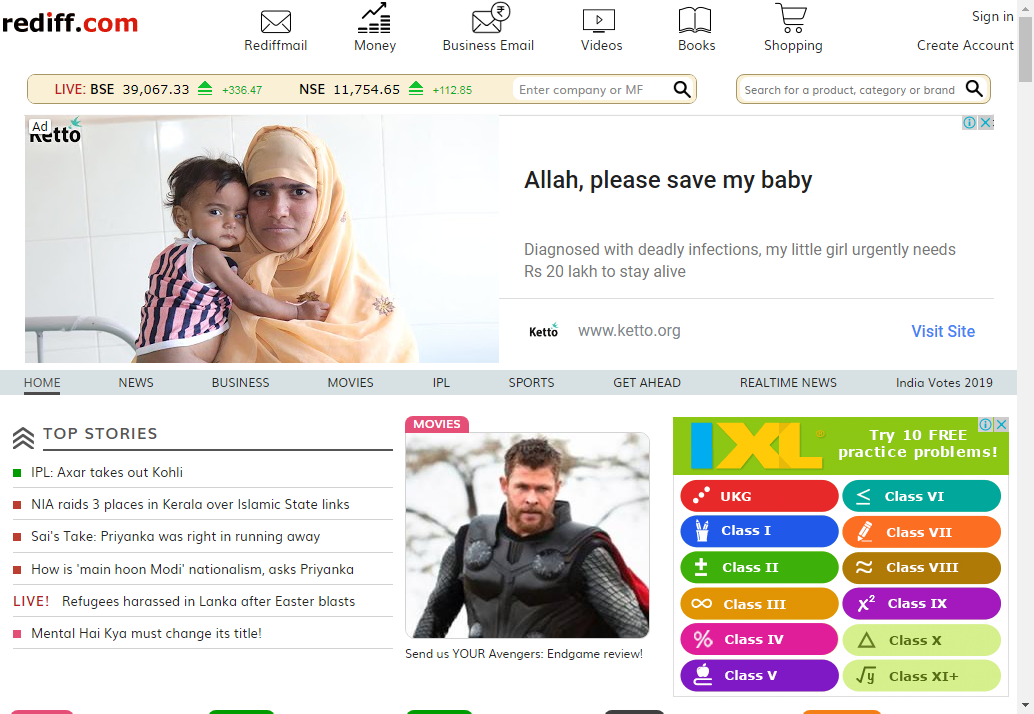 rediff.com
Rediffmail
Money
Business Email
Videos
Books
Shopping
Sign in
Create Account
LIVE: BSE 39,067.33 +336.47 NSE 11,754.65 +112.85
Enter company or MF
Search for a product, category or brand
Ad
Ketto
Allah, please save my baby
Diagnosed with deadly infections, my little girl urgently needs
Rs 20 lakh to stay alive
Ketto www.ketto.org Visit Site
HOME NEWS BUSINESS MOVIES IPL SPORTS GET AHEAD REALTIME NEWS India Votes 2019
TOP STORIES
IPL: Axar takes out Kohli
NIA raids 3 places in Kerala over Islamic State links
Sai's Take: Priyanka was right in running away
How is 'main hoon Modi' nationalism, asks Priyanka
LIVE! Refugees harassed in Lanka after Easter blasts
Mental Hai Kya must change its title!
MOVIES
Send us YOUR Avengers: Endgame review!
IXL®
Try 10 FREE
practice problems!
UKG
≤ Class VI
Class I
Class VII
± Class II
≈ Class VIII
∞ Class III
x² Class IX
% Class IV
△ Class X
Class V
√y Class XI+